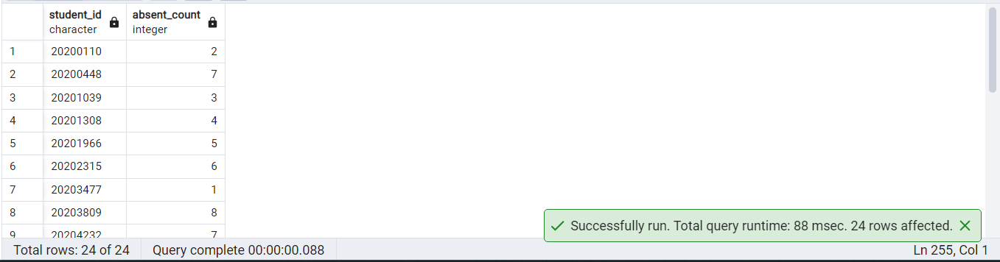 student_id absent_count
character integer
1 20200110 2
2 20200448 7
3 20201039 3
4 20201308 4
5 20201966 5
6 20202315 6
7 20203477 1
8 20203809 8
9 20204232 7
Successfully run. Total query runtime: 88 msec. 24 rows affected.
Total rows: 24 of 24 Query complete 00:00:00.088 Ln 255, Col 1